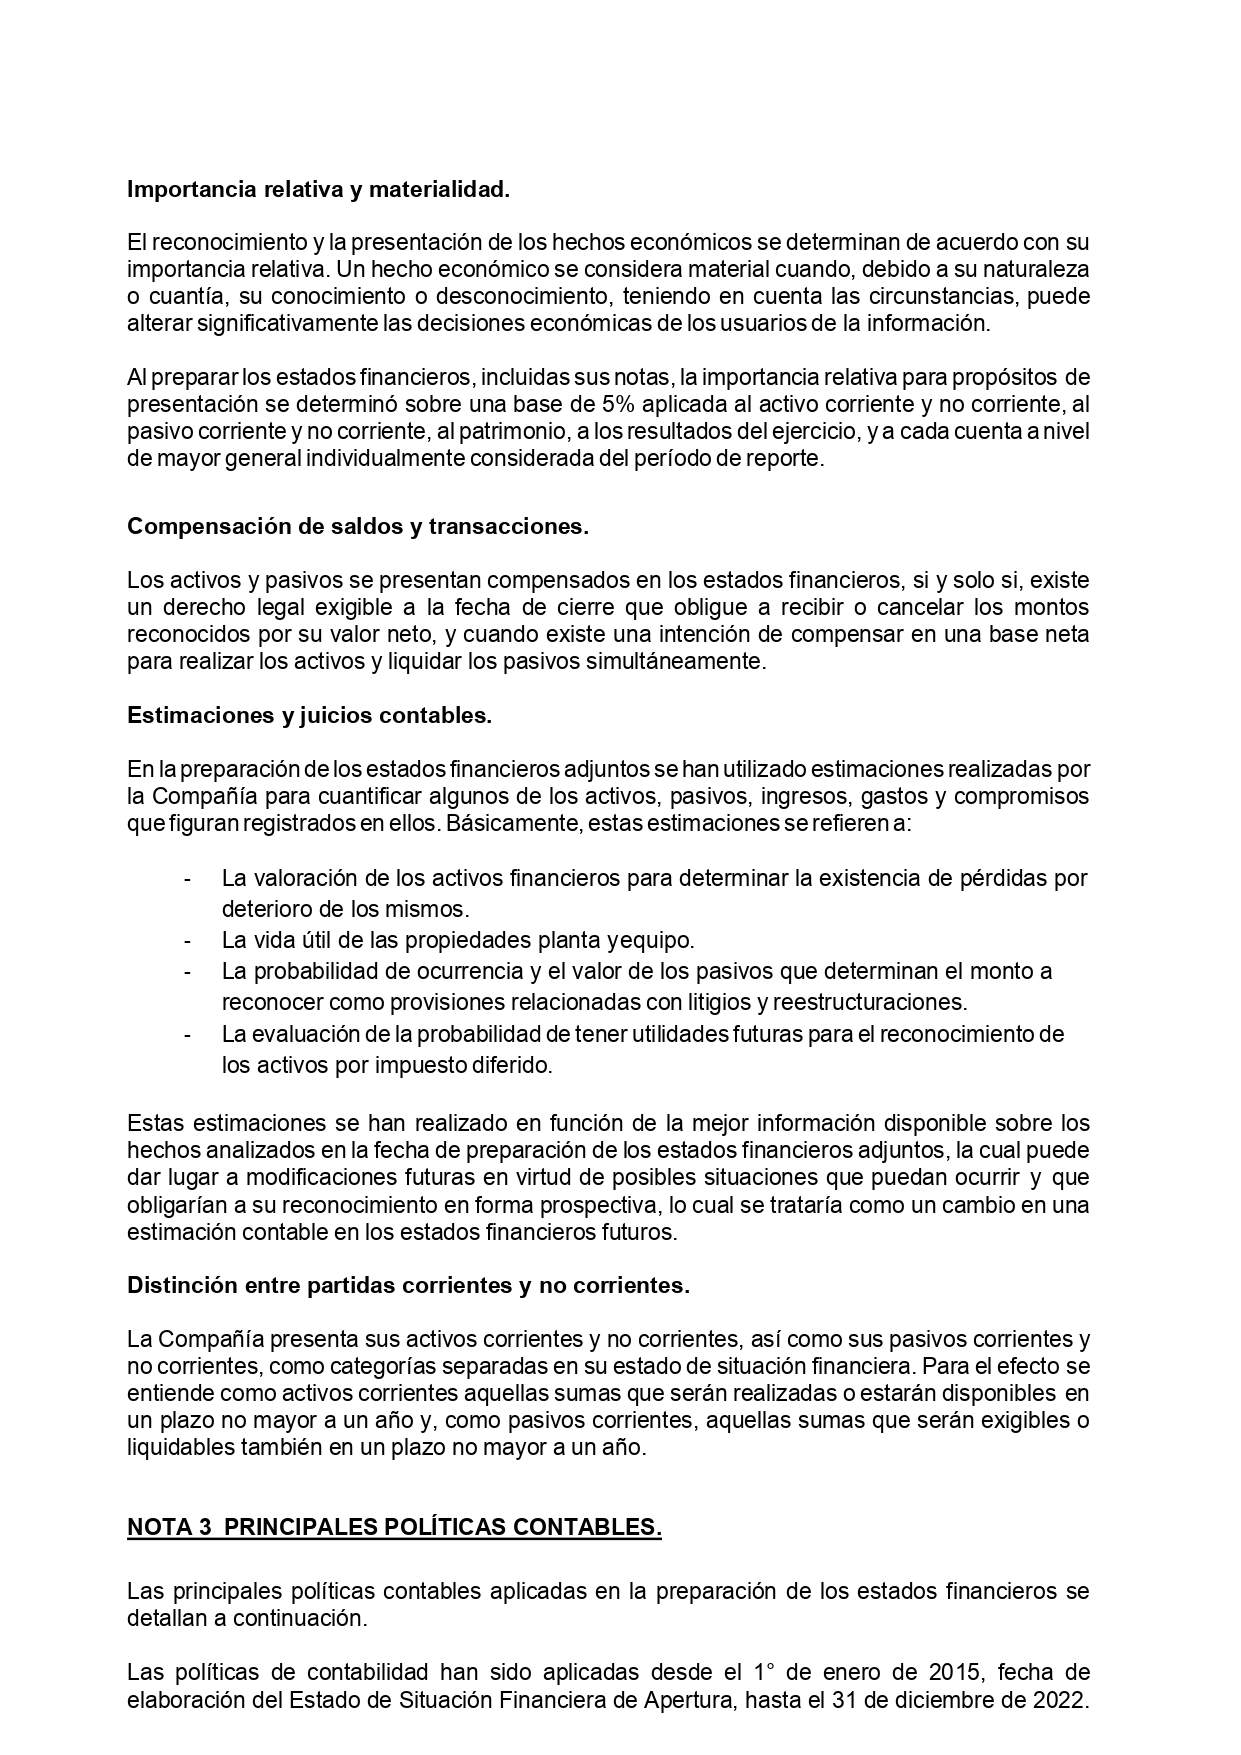 Importancia relativa y materialidad.
El reconocimiento y la presentación de los hechos económicos se determinan de acuerdo con su
importancia relativa. Un hecho económico se considera material cuando, debido a su naturaleza
o cuantía, su conocimiento o desconocimiento, teniendo en cuenta las circunstancias, puede
alterar significativamente las decisiones económicas de los usuarios de la información.
Al preparar los estados financieros, incluidas sus notas, la importancia relativa para propósitos de
presentación se determinó sobre una base de 5% aplicada al activo corriente y no corriente, al
pasivo corriente y no corriente, al patrimonio, a los resultados del ejercicio, y a cada cuenta a nivel
de mayor general individualmente considerada del período de reporte.
Compensación de saldos y transacciones.
Los activos y pasivos se presentan compensados en los estados financieros, si y solo si, existe
un derecho legal exigible a la fecha de cierre que obligue a recibir o cancelar los montos
reconocidos por su valor neto, y cuando existe una intención de compensar en una base neta
para realizar los activos y liquidar los pasivos simultáneamente.
Estimaciones y juicios contables.
En la preparación de los estados financieros adjuntos se han utilizado estimaciones realizadas por
la Compañía para cuantificar algunos de los activos, pasivos, ingresos, gastos y compromisos
que figuran registrados en ellos. Básicamente, estas estimaciones se refieren a:
- La valoración de los activos financieros para determinar la existencia de pérdidas por
deterioro de los mismos.
- La vida útil de las propiedades planta yequipo.
- La probabilidad de ocurrencia y el valor de los pasivos que determinan el monto a
reconocer como provisiones relacionadas con litigios y reestructuraciones.
- La evaluación de la probabilidad de tener utilidades futuras para el reconocimiento de
los activos por impuesto diferido.
Estas estimaciones se han realizado en función de la mejor información disponible sobre los
hechos analizados en la fecha de preparación de los estados financieros adjuntos, la cual puede
dar lugar a modificaciones futuras en virtud de posibles situaciones que puedan ocurrir y que
obligarían a su reconocimiento en forma prospectiva, lo cual se trataría como un cambio en una
estimación contable en los estados financieros futuros.
Distinción entre partidas corrientes y no corrientes.
La Compañía presenta sus activos corrientes y no corrientes, así como sus pasivos corrientes y
no corrientes, como categorías separadas en su estado de situación financiera. Para el efecto se
entiende como activos corrientes aquellas sumas que serán realizadas o estarán disponibles en
un plazo no mayor a un año y, como pasivos corrientes, aquellas sumas que serán exigibles o
liquidables también en un plazo no mayor a un año.
NOTA 3 PRINCIPALES POLÍTICAS CONTABLES.
Las principales políticas contables aplicadas en la preparación de los estados financieros se
detallan a continuación.
Las políticas de contabilidad han sido aplicadas desde el 1° de enero de 2015, fecha de
elaboración del Estado de Situación Financiera de Apertura, hasta el 31 de diciembre de 2022.